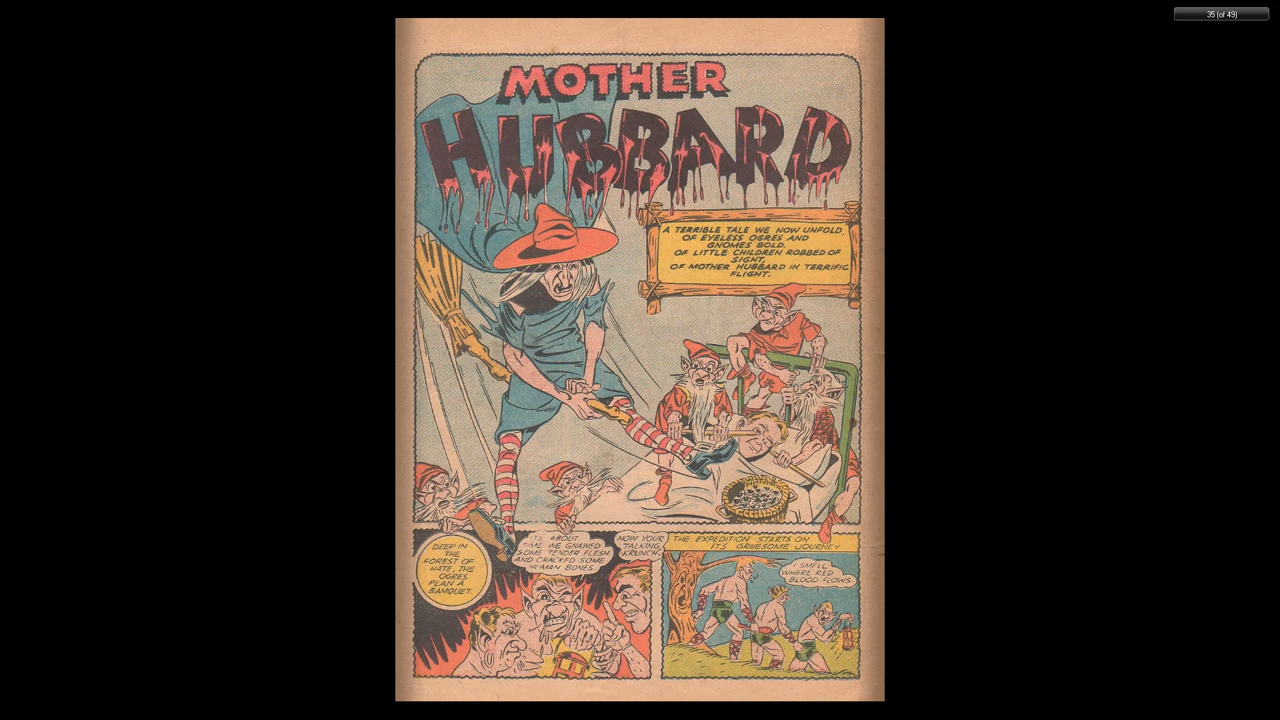 35 (of 49)
MOTHER
HUBBARD
A TERRIBLE TALE WE NOW UNFOLD,
OF EYELESS OGRES AND
GNOMES BOLD.
OF LITTLE CHILDREN ROBBED OF
SIGHT.
OF MOTHER HUBBARD IN TERRIFIC
FLIGHT.
DEEP IN
THE
FOREST OF
HATE, THE
OGRES
PLAN A
BANQUET.
IT'S ABOUT
TIME WE GNAWED
SOME TENDER FLESH
AND CRACKED SOME
HUMAN BONES.
NOW YOUR
TALKING,
KRUNCH.
THE EXPEDITION STARTS ON
IT'S GRUESOME JOURNEY
I SMELL
WHERE RED
BLOOD FLOWS